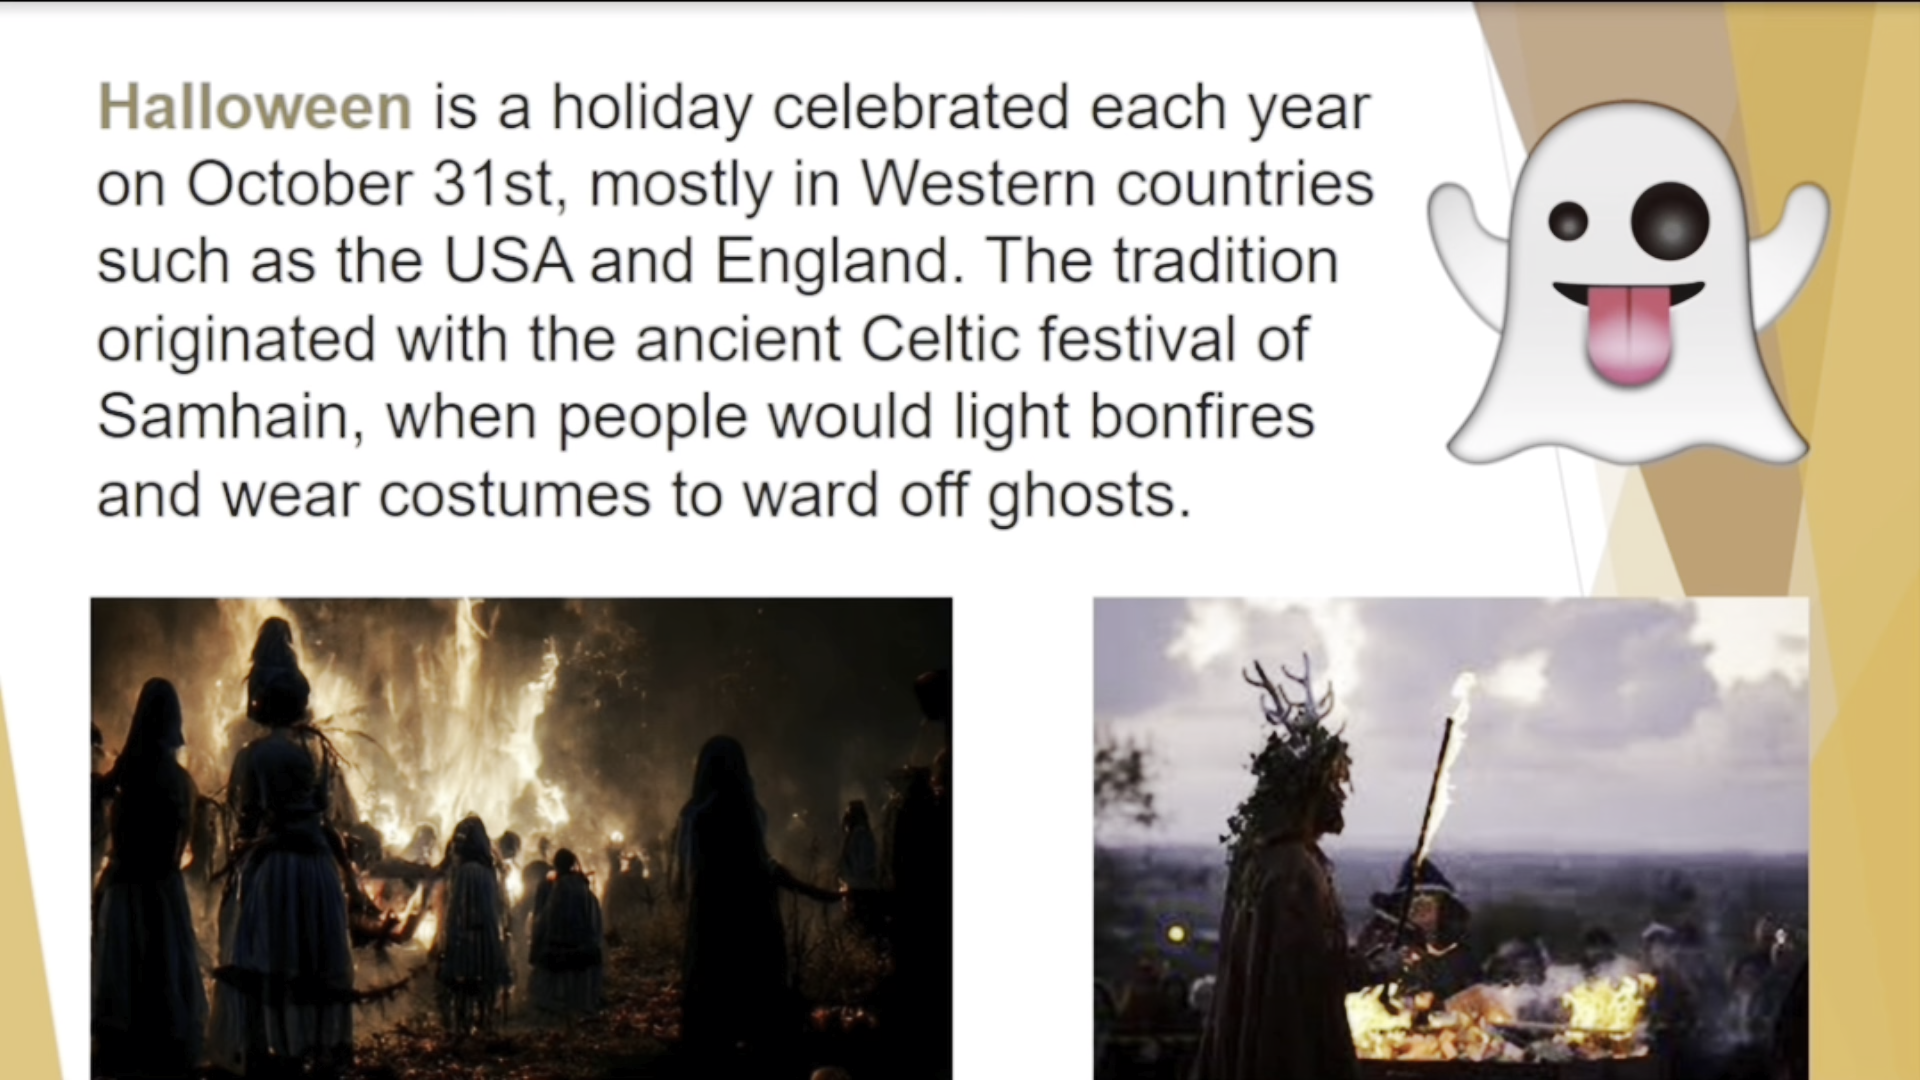 Halloween is a holiday celebrated each year
on October 31st, mostly in Western countries
such as the USA and England. The tradition
originated with the ancient Celtic festival of
Samhain, when people would light bonfires
and wear costumes to ward off ghosts.